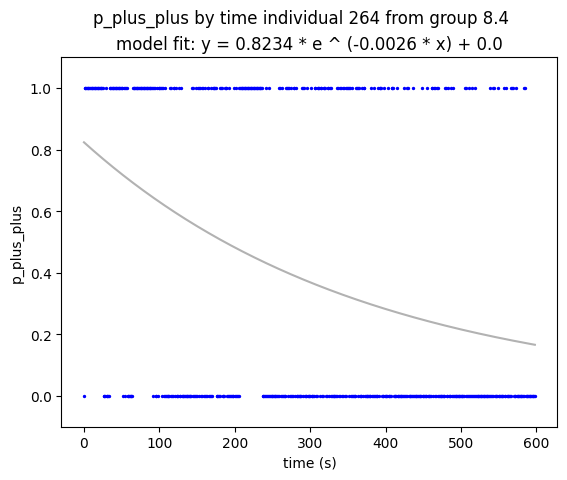 p_plus_plus by time individual 264 from group 8.4
model fit: y = 0.8234 * e ^ (-0.0026 * x) + 0.0
1.0
0.8
0.6
0.4
0.2
0.0
p_plus_plus
0 100 200 300 400 500 600
time (s)